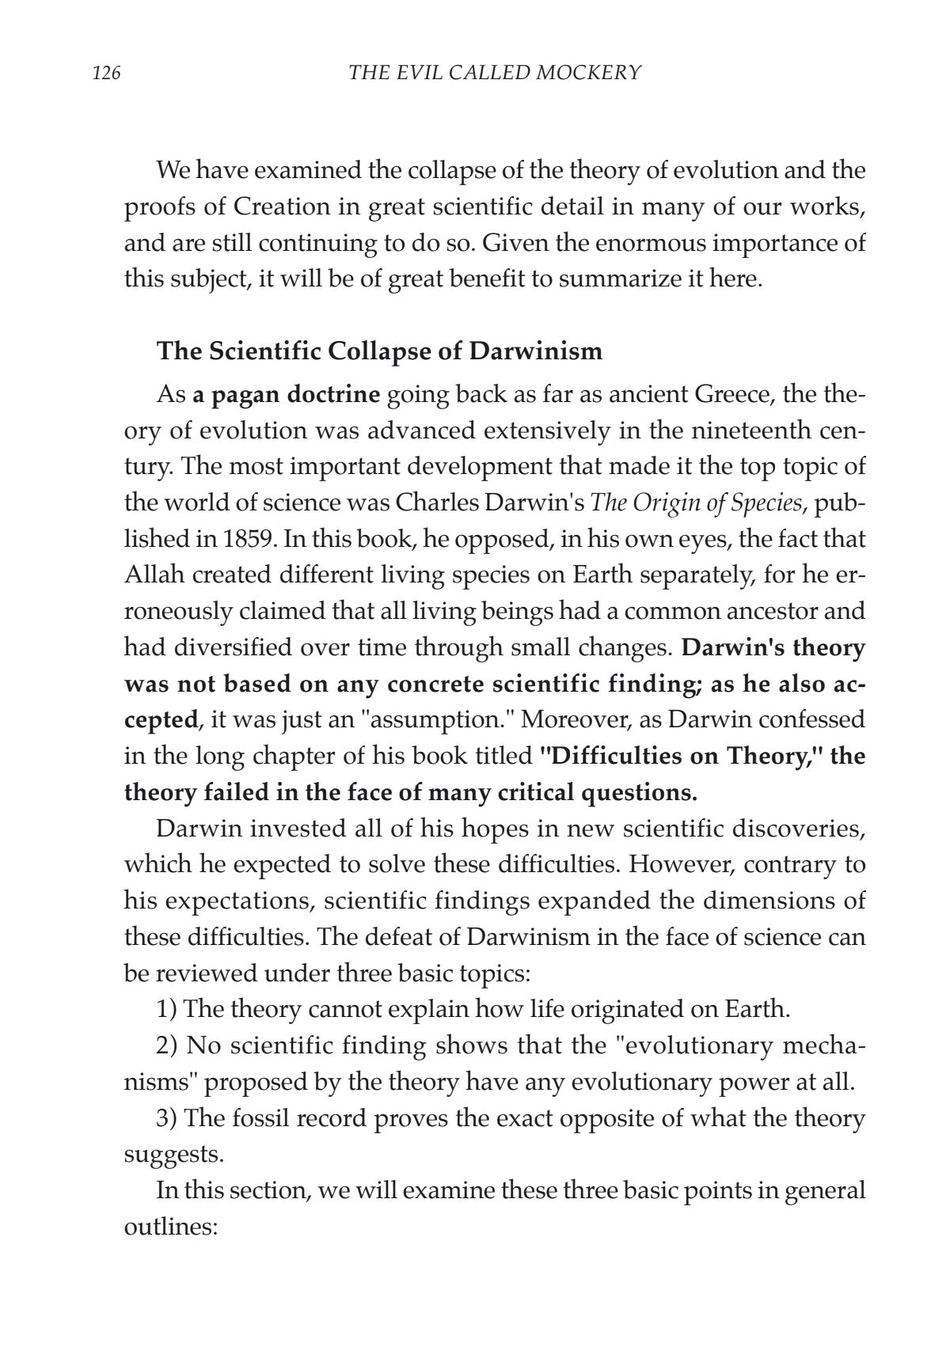 126
THE EVIL CALLED MOCKERY
We have examined the collapse of the theory of evolution and the
proofs of Creation in great scientific detail in many of our works,
and are still continuing to do so. Given the enormous importance of
this subject, it will be of great benefit to summarize it here.
The Scientific Collapse of Darwinism
As a pagan doctrine going back as far as ancient Greece, the the-
ory of evolution was advanced extensively in the nineteenth cen-
tury. The most important development that made it the top topic of
the world of science was Charles Darwin's The Origin of Species, pub-
lished in 1859. In this book, he opposed, in his own eyes, the fact that
Allah created different living species on Earth separately, for he er-
roneously claimed that all living beings had a common ancestor and
had diversified over time through small changes. Darwin's theory
was not based on any concrete scientific finding; as he also ac-
cepted, it was just an "assumption." Moreover, as Darwin confessed
in the long chapter of his book titled "Difficulties on Theory," the
theory failed in the face of many critical questions.
Darwin invested all of his hopes in new scientific discoveries,
which he expected to solve these difficulties. However, contrary to
his expectations, scientific findings expanded the dimensions of
these difficulties. The defeat of Darwinism in the face of science can
be reviewed under three basic topics:
1) The theory cannot explain how life originated on Earth.
2) No scientific finding shows that the "evolutionary mecha-
nisms" proposed by the theory have any evolutionary power at all.
3) The fossil record proves the exact opposite of what the theory
suggests.
In this section, we will examine these three basic points in general
outlines: